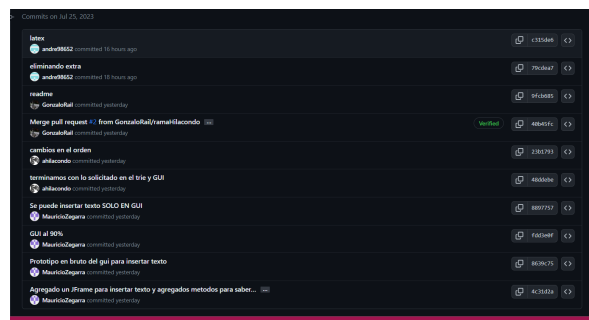 Commits on Jul 25, 2023
latex
andre98652 committed 16 hours ago
c315de6
eliminando extra
andre98652 committed 18 hours ago
79cdea7
readme
GonzaloRail committed yesterday
9fcb605
Merge pull request #2 from GonzaloRail/ramaHilacondo ...
GonzaloRail committed yesterday
Verified
40b45fc
cambios en el orden
ahilacondo committed yesterday
23b1793
terminamos con lo solicitado en el trie y GUI
ahilacondo committed yesterday
48ddebe
Se puede insertar texto SOLO EN GUI
MauricioZegarra committed yesterday
8897757
GUI al 90%
MauricioZegarra committed yesterday
fdd3e0f
Prototipo en bruto del gui para insertar texto
MauricioZegarra committed yesterday
8639c75
Agregado un JFrame para insertar texto y agregados metodos para saber... ...
MauricioZegarra committed yesterday
4c31d2a